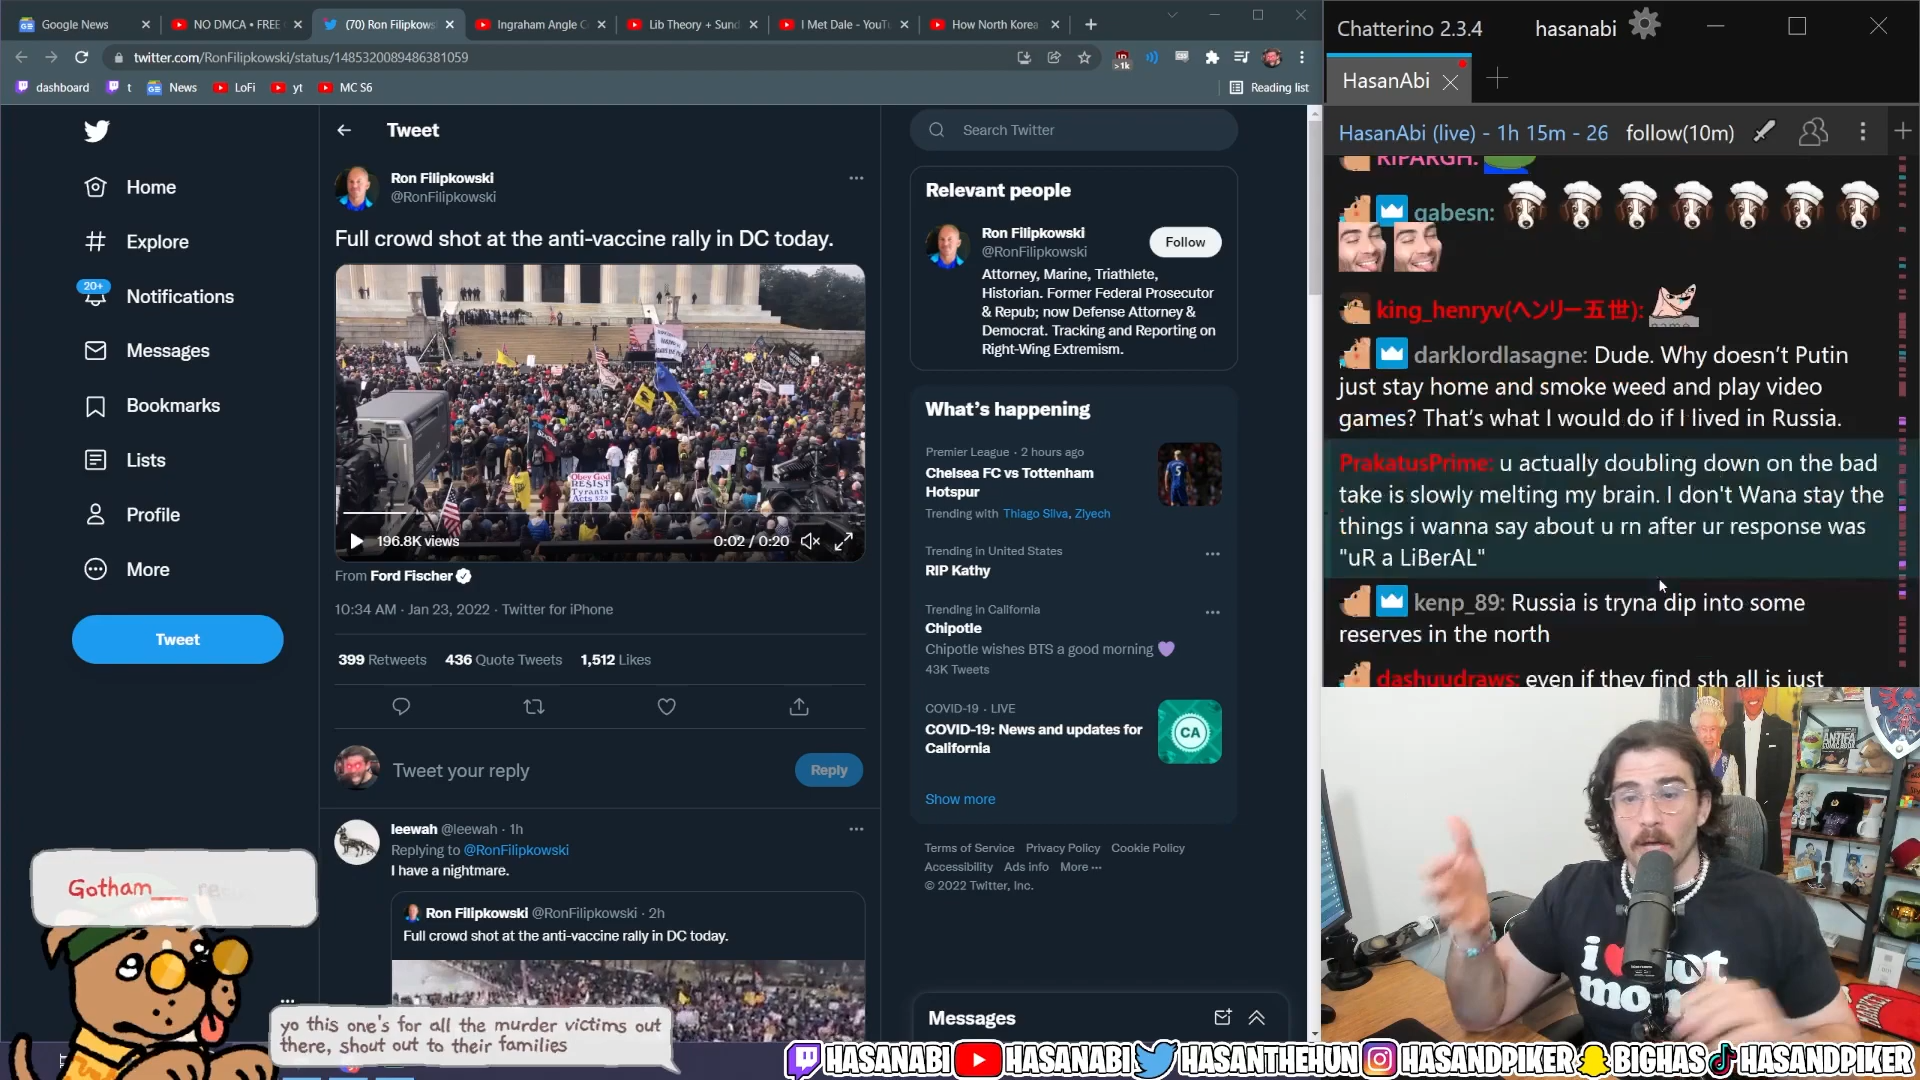 Google News
NO DMCA • FREE
(70) Ron Filipkows
Ingraham Angle C
Lib Theory + Sund
I Met Dale - YouTu
How North Korea
twitter.com/RonFilipkowski/status/1485320089486381059
>1k
dashboard
t
News
LoFi
yt
MC S6
Reading list
Home
Explore
20+
Notifications
Messages
Bookmarks
Lists
Profile
More
Tweet
Tweet
Ron Filipkowski
@RonFilipkowski
Full crowd shot at the anti-vaccine rally in DC today.
Obey God
RESIST
Tyrants
196.8K views
0:02 / 0:20
From Ford Fischer
10:34 AM · Jan 23, 2022 · Twitter for iPhone
399 Retweets 436 Quote Tweets 1,512 Likes
Tweet your reply
Reply
leewah @leewah · 1h
Replying to @RonFilipkowski
I have a nightmare.
Ron Filipkowski @RonFilipkowski · 2h
Full crowd shot at the anti-vaccine rally in DC today.
Search Twitter
Relevant people
Ron Filipkowski
@RonFilipkowski
Follow
Attorney, Marine, Triathlete,
Historian. Former Federal Prosecutor
& Repub; now Defense Attorney &
Democrat. Tracking and Reporting on
Right-Wing Extremism.
What's happening
Premier League · 2 hours ago
Chelsea FC vs Tottenham
Hotspur
Trending with Thiago Silva, Ziyech
Trending in United States
RIP Kathy
Trending in California
Chipotle
Chipotle wishes BTS a good morning 💜
43K Tweets
COVID-19 · LIVE
COVID-19: News and updates for
California
CA
Show more
Terms of Service Privacy Policy Cookie Policy
Accessibility Ads info More ···
© 2022 Twitter, Inc.
Messages
Chatterino 2.3.4
hasanabi
HasanAbi
HasanAbi (live) - 1h 15m - 26
follow(10m)
RIPARGH:
gabesn:
king_henryv(ヘンリー五世):
darklordlasagne: Dude. Why doesn't Putin
just stay home and smoke weed and play video
games? That's what I would do if I lived in Russia.
PrakatusPrime: u actually doubling down on the bad
take is slowly melting my brain. I don't Wana stay the
things i wanna say about u rn after ur response was
"uR a LiBerAL"
kenp_89: Russia is tryna dip into some
reserves in the north
dashuudraws: even if they find sth all is just
Gotham
yo this one's for all the murder victims out
there, shout out to their families
ANTIFA
i ❤ hot
mo
HASANABI HASANABI HASANTHEHUN HASANDPIKER BIGHAS HASANDPIKER